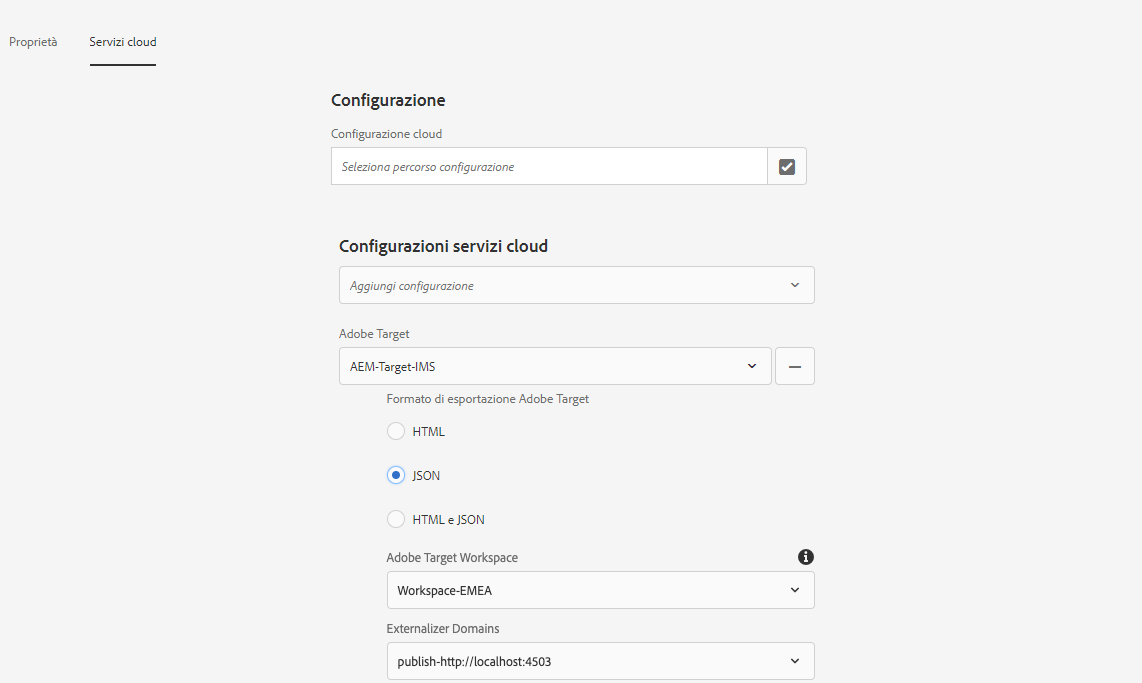 Proprietà
Servizi cloud
Configurazione
Configurazione cloud
Seleziona percorso configurazione
Configurazioni servizi cloud
Aggiungi configurazione
Adobe Target
AEM-Target-IMS
Formato di esportazione Adobe Target
HTML
JSON
HTML e JSON
Adobe Target Workspace
Workspace-EMEA
Externalizer Domains
publish-http://localhost:4503